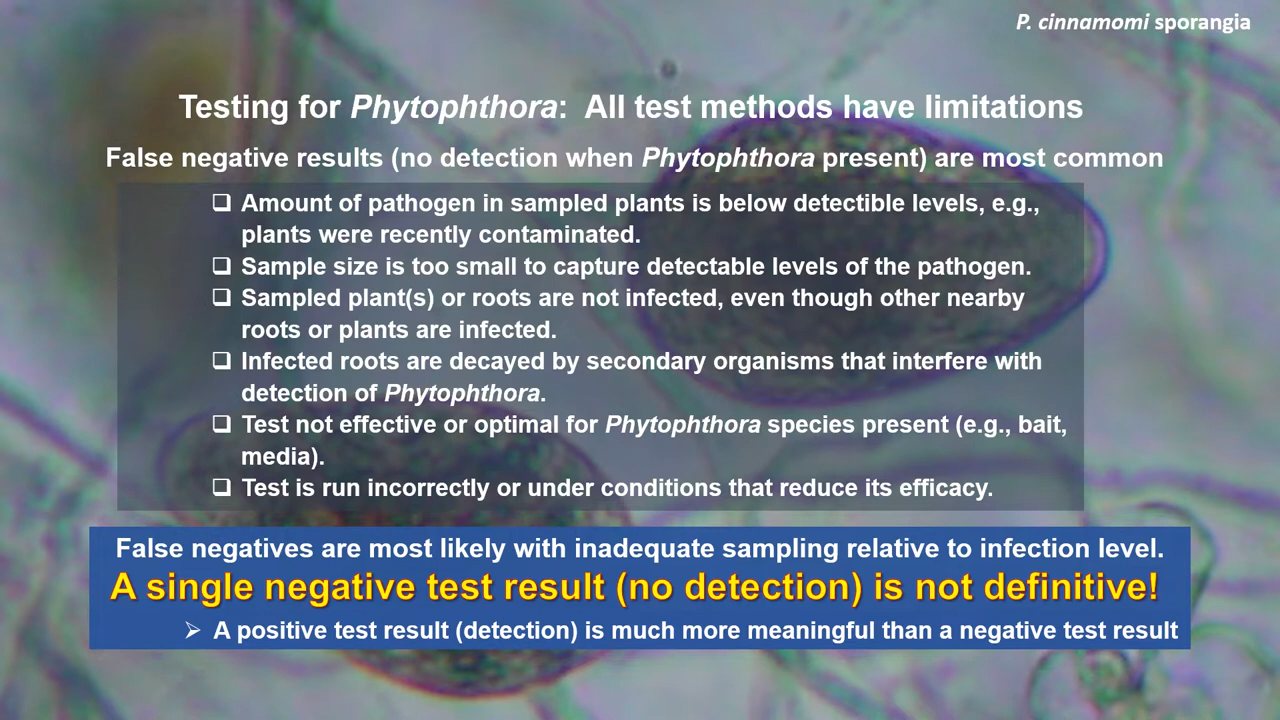 P. cinnamomi sporangia
Testing for Phytophthora:  All test methods have limitations
False negative results (no detection when Phytophthora present) are most common
❑ Amount of pathogen in sampled plants is below detectible levels, e.g.,
plants were recently contaminated.
❑ Sample size is too small to capture detectable levels of the pathogen.
❑ Sampled plant(s) or roots are not infected, even though other nearby
roots or plants are infected.
❑ Infected roots are decayed by secondary organisms that interfere with
detection of Phytophthora.
❑ Test not effective or optimal for Phytophthora species present (e.g., bait,
media).
❑ Test is run incorrectly or under conditions that reduce its efficacy.
False negatives are most likely with inadequate sampling relative to infection level.
A single negative test result (no detection) is not definitive!
➢ A positive test result (detection) is much more meaningful than a negative test result